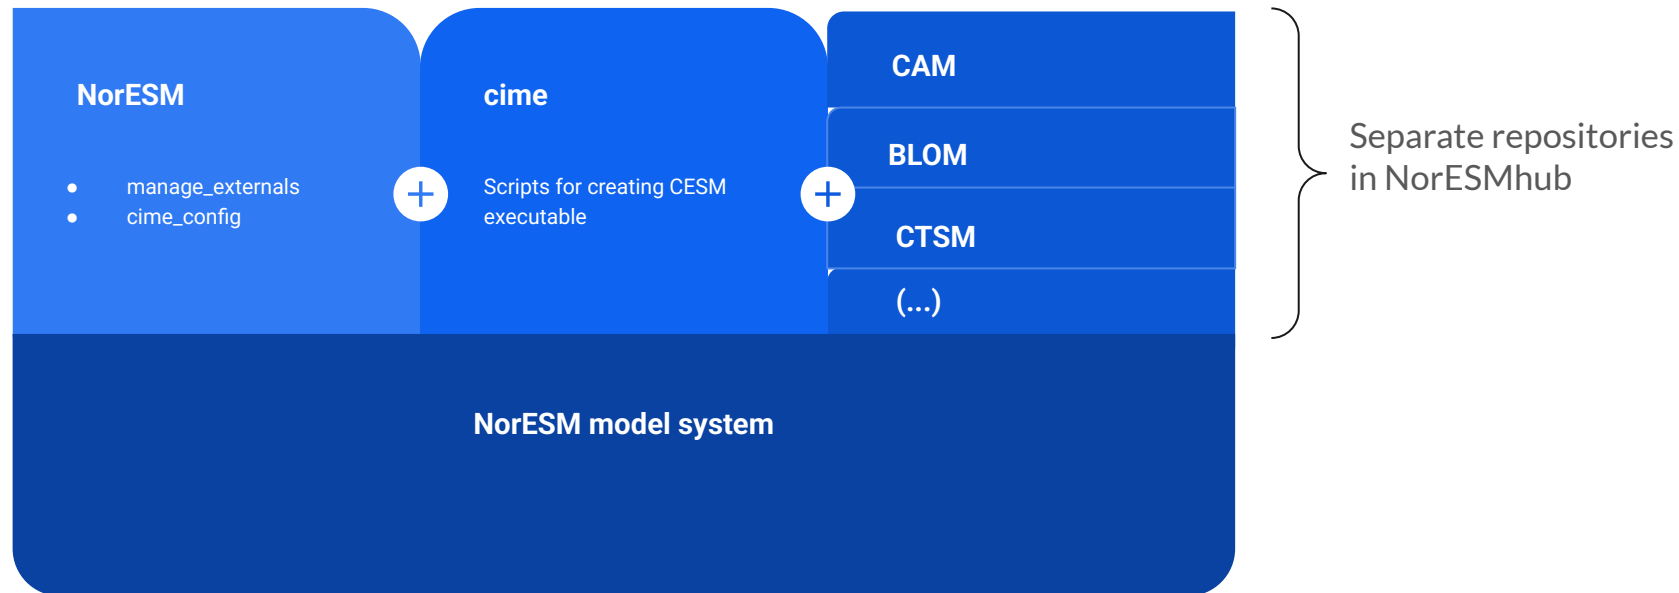 NorESM
• manage_externals
• cime_config
+
cime
Scripts for creating CESM
executable
+
CAM
BLOM
CTSM
(...)
Separate repositories
in NorESMhub
NorESM model system